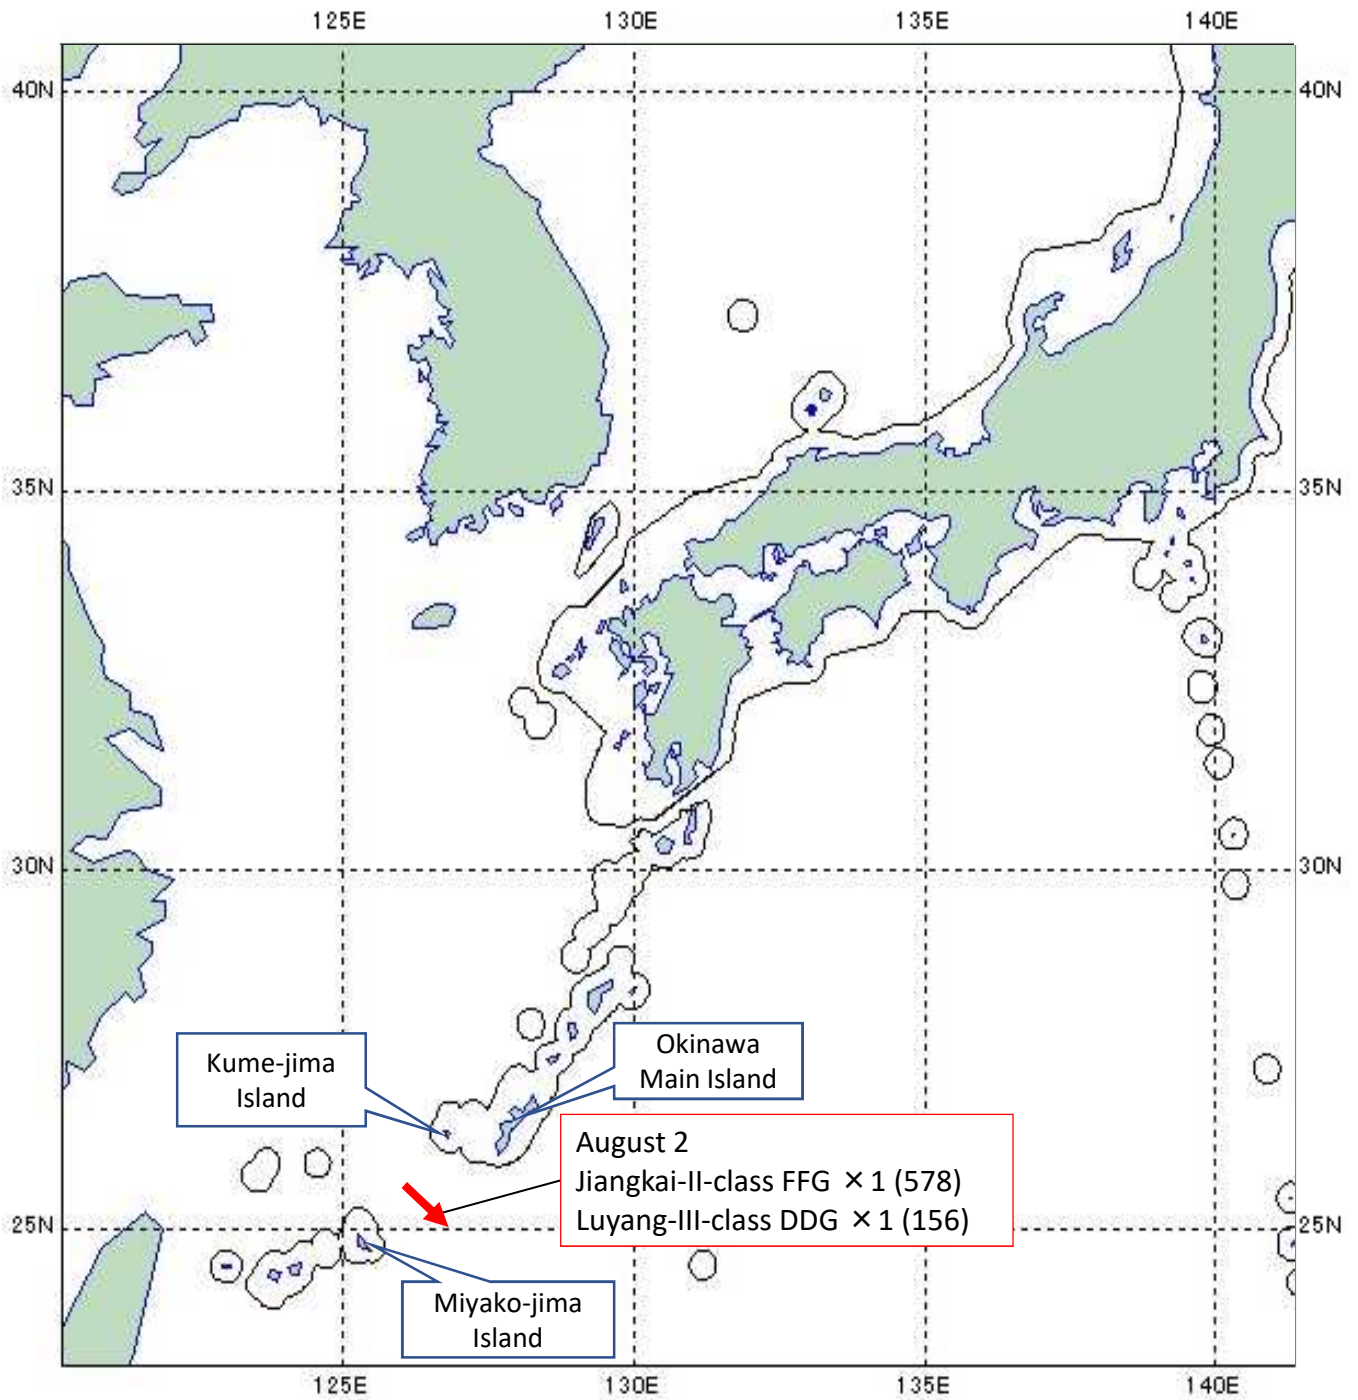 125E 130E 135E 140E
40N 40N
35N 35N
30N 30N
Kume-jima
Island
Okinawa
Main Island
August 2
Jiangkai-II-class FFG ×1 (578)
Luyang-III-class DDG ×1 (156)
25N 25N
Miyako-jima
Island
125E 130E 135E 140E